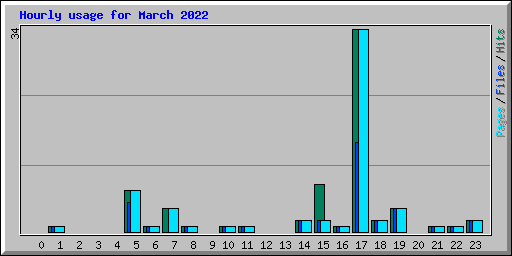 Hourly usage for March 2022
34
Pages/Files/Hits
0 1 2 3 4 5 6 7 8 9 10 11 12 13 14 15 16 17 18 19 20 21 22 23